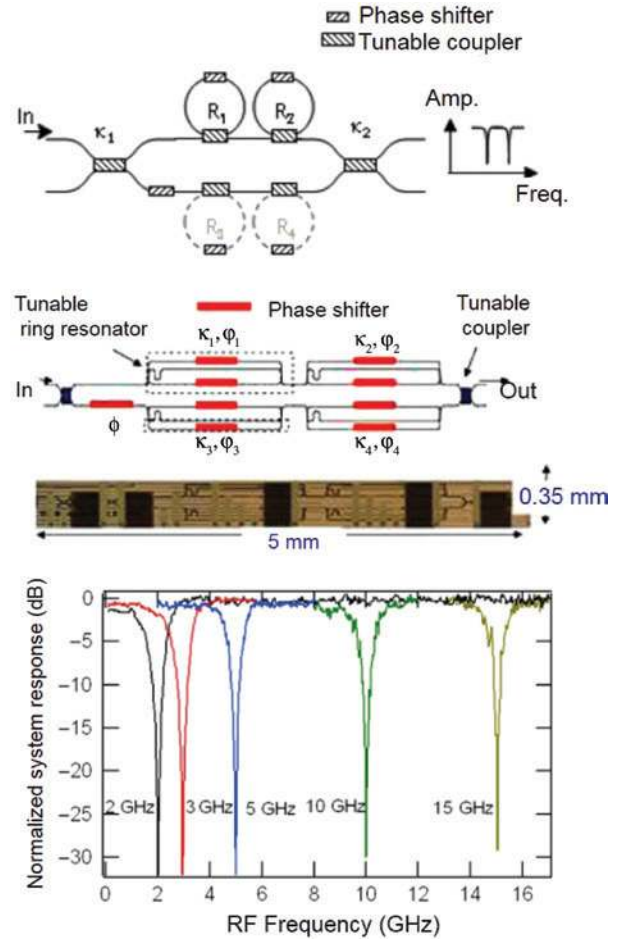 Phase shifter
Tunable coupler
In
κ1
R1
R2
κ2
R3
R4
Amp.
Freq.
Tunable
ring resonator
Phase shifter
Tunable
coupler
κ1,φ1
κ2,φ2
In
Out
ϕ
κ3,φ3
κ4,φ4
0.35 mm
5 mm
Normalized system response (dB)
0
−5
−10
−15
−20
−25
−30
2 GHz
3 GHz
5 GHz
10 GHz
15 GHz
0
2
4
6
8
10
12
14
16
RF Frequency (GHz)